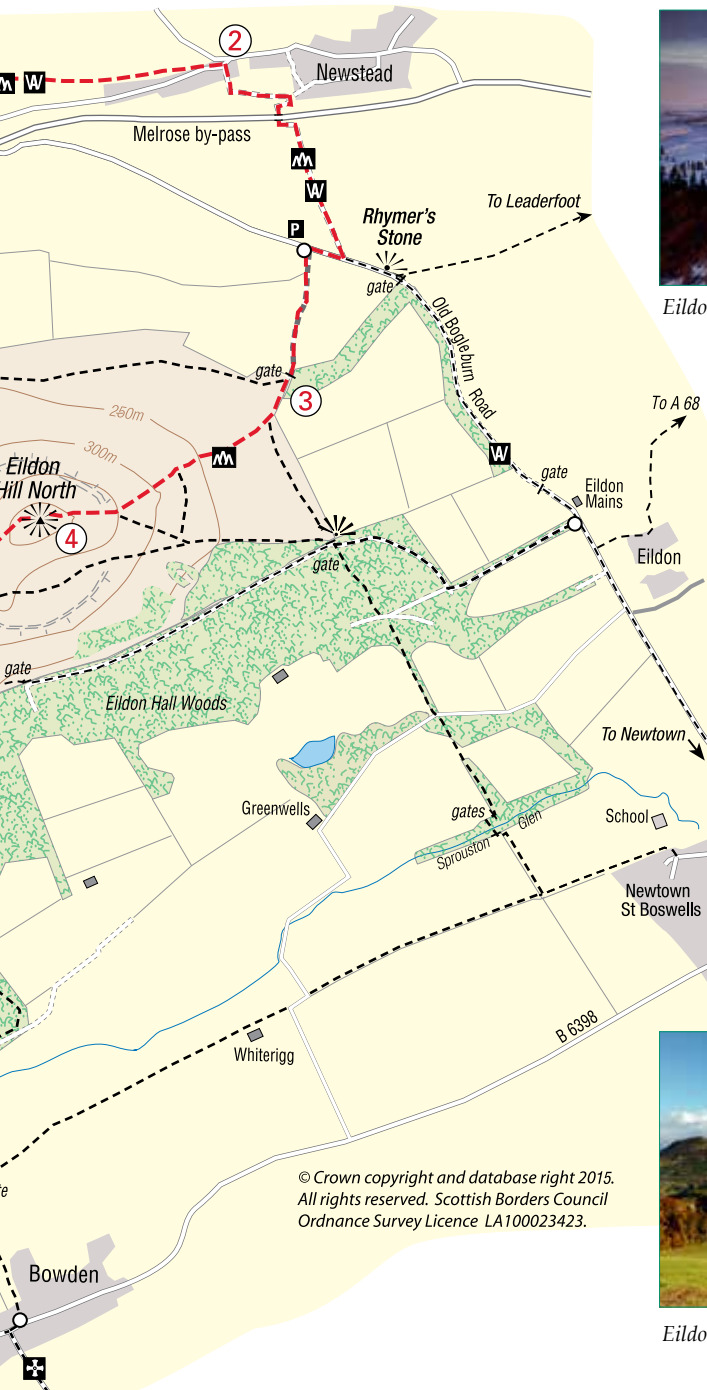 2
Newstead
W
Melrose by-pass
W
P
Rhymer's
Stone
To Leaderfoot
gate
Old Bogleburn Road
gate
3
250m
300m
To A 68
W
gate
Eildon
Hill North
4
Eildon
Mains
Eildon
gate
gate
Eildon Hall Woods
To Newtown
Greenwells
gates
Sprouston Glen
School
Newtown
St Boswells
B 6398
Whiterigg
© Crown copyright and database right 2015.
All rights reserved. Scottish Borders Council
Ordnance Survey Licence LA100023423.
Bowden
Eildo
Eildo